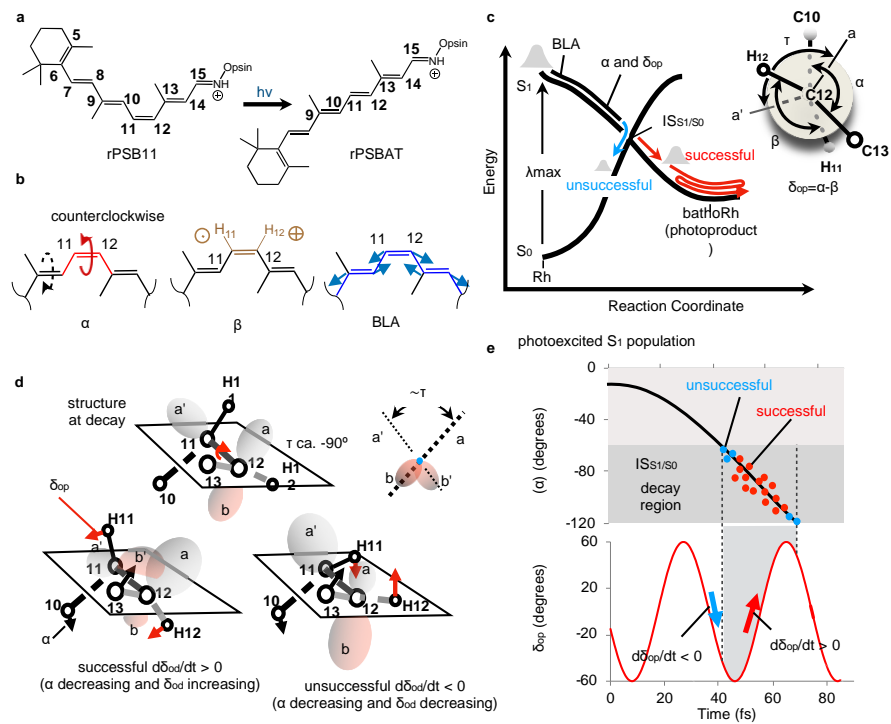 a
5
6
7
8
9
10
11
12
13
14
15
N
⊕
Opsin
rPSB11
hν
9
10
11
12
13
14
15
N
⊕
Opsin
rPSBAT
b
counterclockwise
11
12
α
H11
H12
11
12
β
11
12
BLA
c
Energy
Reaction Coordinate
BLA
S1
α and δop
ISS1/S0
successful
unsuccessful
λmax
bathoRh
(photoproduct
)
S0
Rh
C10
τ
a
H12
α
C12
a'
β
C13
H11
δop=α-β
d
structure
at decay
H1
1
a'
a
11
τ ca. -90º
12
13
H1
2
10
b
~τ
a'
a
b
b'
δop
H11
a'
b'
a
11
12
13
10
α
H12
b
successful dδod/dt > 0
(α decreasing and δod increasing)
H11
a'
11
a
10
13
12
H12
b
unsuccessful dδod/dt < 0
(α decreasing and δod decreasing)
e
photoexcited S1 population
(α) (degrees)
0
-40
-80
-120
unsuccessful
successful
ISS1/S0
decay
region
δop (degrees)
60
20
-20
-60
dδop/dt < 0
dδop/dt > 0
0
20
40
60
80
Time (fs)